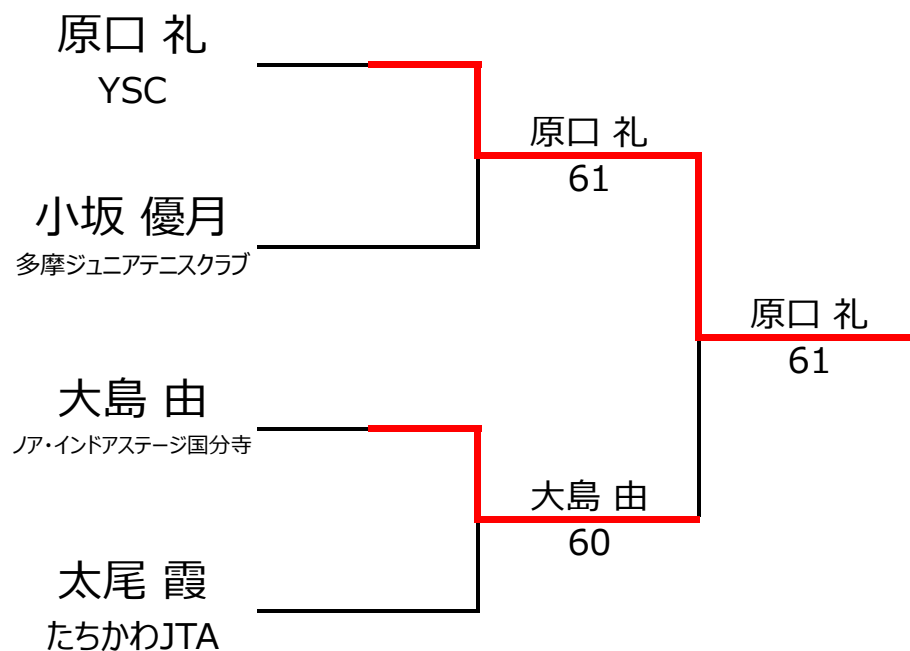 原口 礼
YSC
小坂 優月
多摩ジュニアテニスクラブ
大島 由
ノア・インドアステージ国分寺
太尾 霞
たちかわJTA
原口 礼
61
大島 由
60
原口 礼
61